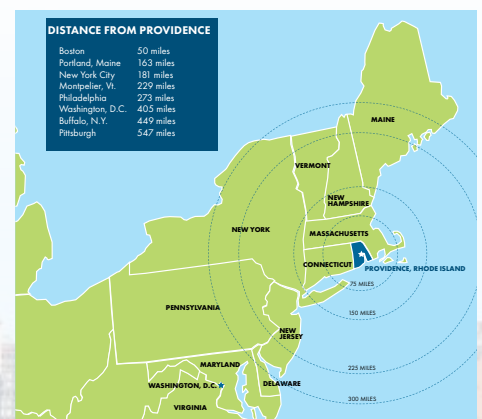 DISTANCE FROM PROVIDENCE
Boston 50 miles
Portland, Maine 163 miles
New York City 181 miles
Montpelier, Vt. 229 miles
Philadelphia 273 miles
Washington, D.C. 405 miles
Buffalo, N.Y. 449 miles
Pittsburgh 547 miles
MAINE
VERMONT
NEW
HAMPSHIRE
NEW YORK
MASSACHUSETTS
CONNECTICUT
PROVIDENCE, RHODE ISLAND
75 MILES
PENNSYLVANIA
150 MILES
NEW
JERSEY
MARYLAND
225 MILES
WASHINGTON, D.C.
DELAWARE
300 MILES
VIRGINIA